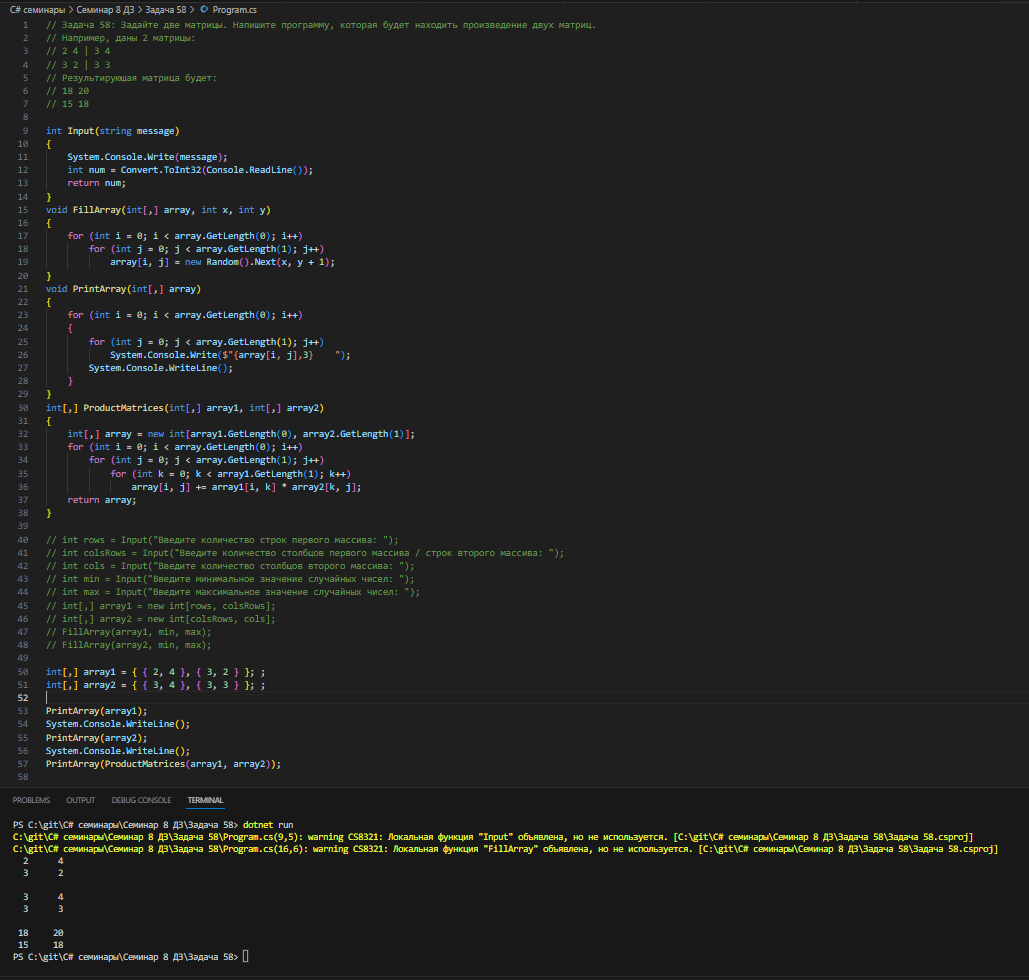 C# семинары > Семинар 8 ДЗ > Задача 58 > Program.cs
1 // Задача 58: Задайте две матрицы. Напишите программу, которая будет находить произведение двух матриц.
2 // Например, даны 2 матрицы:
3 // 2 4 | 3 4
4 // 3 2 | 3 3
5 // Результирующая матрица будет:
6 // 18 20
7 // 15 18
8
9 int Input(string message)
10 {
11 System.Console.Write(message);
12 int num = Convert.ToInt32(Console.ReadLine());
13 return num;
14 }
15 void FillArray(int[,] array, int x, int y)
16 {
17 for (int i = 0; i < array.GetLength(0); i++)
18 for (int j = 0; j < array.GetLength(1); j++)
19 array[i, j] = new Random().Next(x, y + 1);
20 }
21 void PrintArray(int[,] array)
22 {
23 for (int i = 0; i < array.GetLength(0); i++)
24 {
25 for (int j = 0; j < array.GetLength(1); j++)
26 System.Console.Write($"{array[i, j],3}    ");
27 System.Console.WriteLine();
28 }
29 }
30 int[,] ProductMatrices(int[,] array1, int[,] array2)
31 {
32 int[,] array = new int[array1.GetLength(0), array2.GetLength(1)];
33 for (int i = 0; i < array.GetLength(0); i++)
34 for (int j = 0; j < array.GetLength(1); j++)
35 for (int k = 0; k < array1.GetLength(1); k++)
36 array[i, j] += array1[i, k] * array2[k, j];
37 return array;
38 }
39
40 // int rows = Input("Введите количество строк первого массива: ");
41 // int colsRows = Input("Введите количество столбцов первого массива / строк второго массива: ");
42 // int cols = Input("Введите количество столбцов второго массива: ");
43 // int min = Input("Введите минимальное значение случайных чисел: ");
44 // int max = Input("Введите максимальное значение случайных чисел: ");
45 // int[,] array1 = new int[rows, colsRows];
46 // int[,] array2 = new int[colsRows, cols];
47 // FillArray(array1, min, max);
48 // FillArray(array2, min, max);
49
50 int[,] array1 = { { 2, 4 }, { 3, 2 } }; ;
51 int[,] array2 = { { 3, 4 }, { 3, 3 } }; ;
52
53 PrintArray(array1);
54 System.Console.WriteLine();
55 PrintArray(array2);
56 System.Console.WriteLine();
57 PrintArray(ProductMatrices(array1, array2));
58
PROBLEMS OUTPUT DEBUG CONSOLE TERMINAL
PS C:\git\C# семинары\Семинар 8 ДЗ\Задача 58> dotnet run
C:\git\C# семинары\Семинар 8 ДЗ\Задача 58\Program.cs(9,5): warning CS8321: Локальная функция "Input" объявлена, но не используется. [C:\git\C# семинары\Семинар 8 ДЗ\Задача 58\Задача 58.csproj]
C:\git\C# семинары\Семинар 8 ДЗ\Задача 58\Program.cs(16,6): warning CS8321: Локальная функция "FillArray" объявлена, но не используется. [C:\git\C# семинары\Семинар 8 ДЗ\Задача 58\Задача 58.csproj]
2 4
3 2
3 4
3 3
18 20
15 18
PS C:\git\C# семинары\Семинар 8 ДЗ\Задача 58>